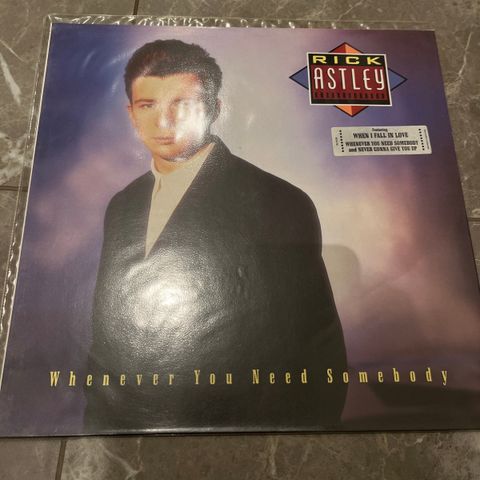 RICK
ASTLEY
Featuring
WHEN I FALL IN LOVE
WHENEVER YOU NEED SOMEBODY
and NEVER GONNA GIVE YOU UP
Whenever You Need Somebody